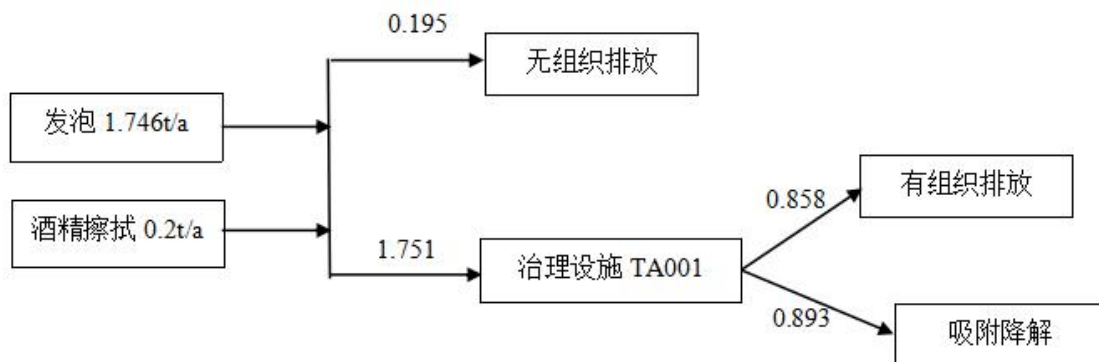 0.195
无组织排放
发泡 1.746t/a
有组织排放
0.858
酒精擦拭 0.2t/a
1.751
治理设施 TA001
0.893
吸附降解